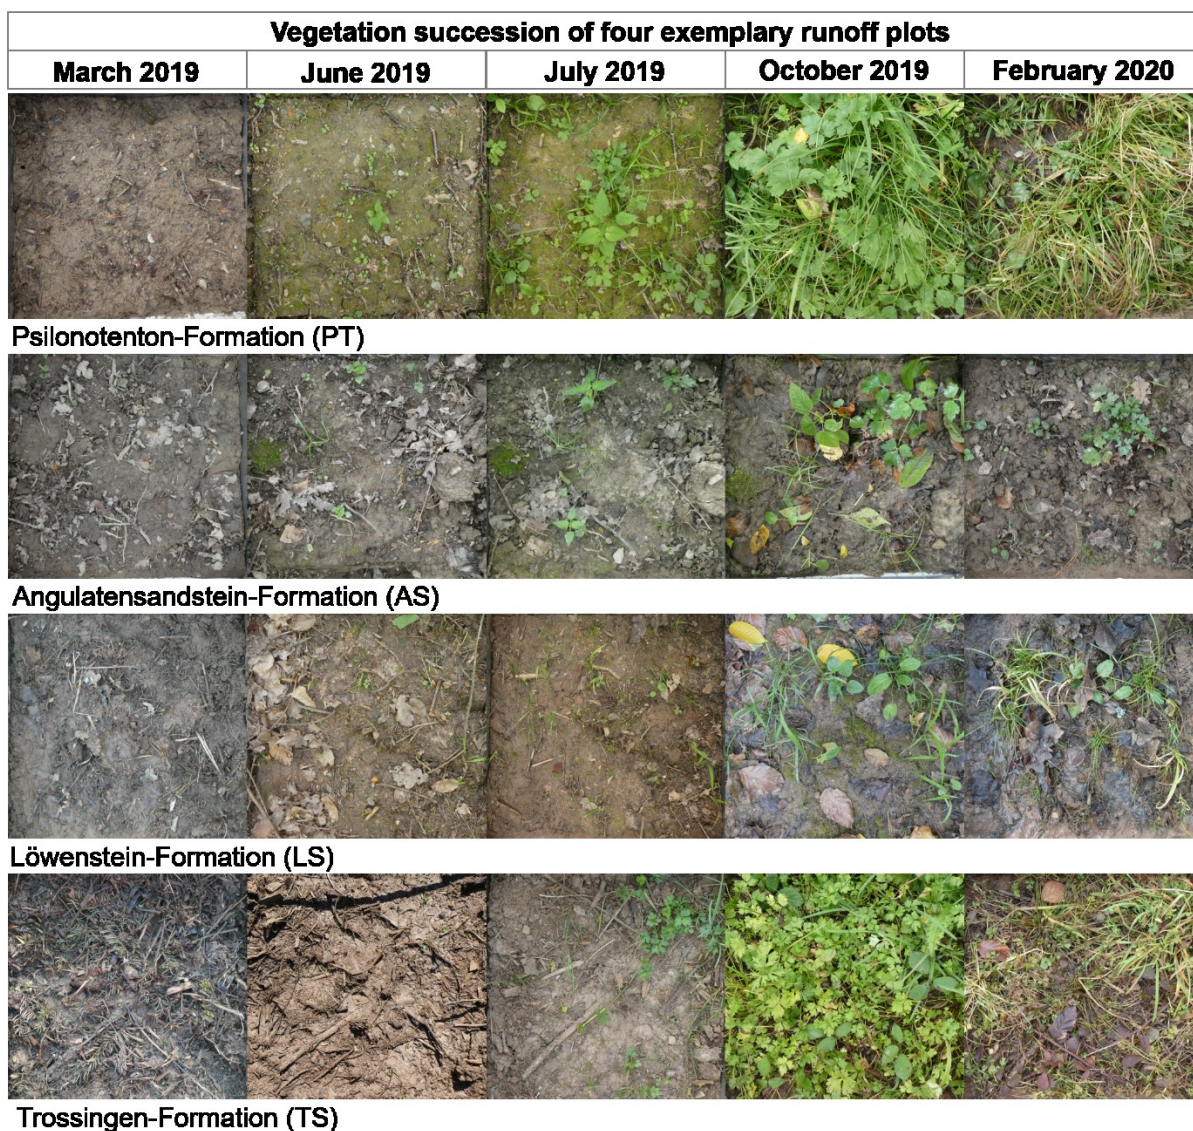 Vegetation succession of four exemplary runoff plots
March 2019 June 2019 July 2019 October 2019 February 2020
Psilonotenton-Formation (PT)
Angulatensandstein-Formation (AS)
Löwenstein-Formation (LS)
Trossingen-Formation (TS)